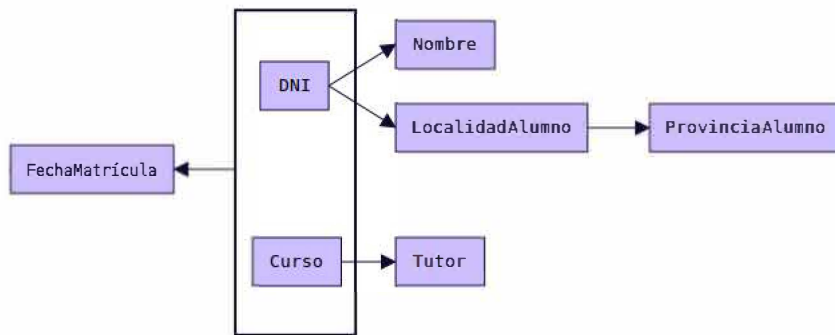 Nombre
DNI
LocalidadAlumno
ProvinciaAlumno
FechaMatrícula
Curso
Tutor